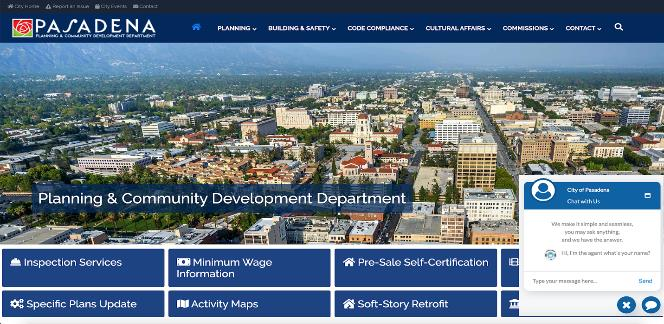 City Home Report an Issue City Events Contact
PASADENA
PLANNING & COMMUNITY DEVELOPMENT DEPARTMENT
PLANNING BUILDING & SAFETY CODE COMPLIANCE CULTURAL AFFAIRS COMMISSIONS CONTACT
Planning & Community Development Department
City of Pasadena
Chat with Us
We make it simple and seamless,
you may ask anything,
and we have the answer.
Hi, I'm the agent what is your name?
Type your message here... Send
Inspection Services
Minimum Wage
Information
Pre-Sale Self-Certification
Specific Plans Update
Activity Maps
Soft-Story Retrofit